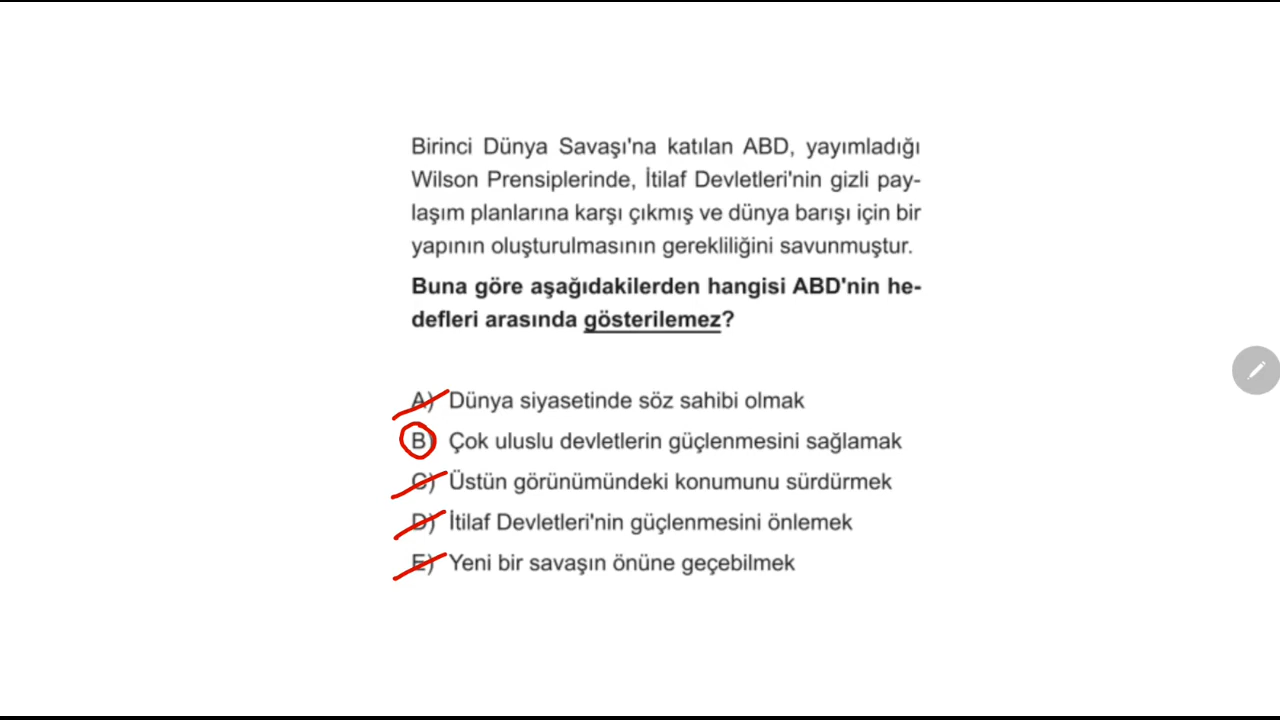 Birinci Dünya Savaşı'na katılan ABD, yayımladığı
Wilson Prensiplerinde, İtilaf Devletleri'nin gizli pay-
laşım planlarına karşı çıkmış ve dünya barışı için bir
yapının oluşturulmasının gerekliliğini savunmuştur.
Buna göre aşağıdakilerden hangisi ABD'nin he-
defleri arasında gösterilemez?
A) Dünya siyasetinde söz sahibi olmak
B) Çok uluslu devletlerin güçlenmesini sağlamak
C) Üstün görünümündeki konumunu sürdürmek
D) İtilaf Devletleri'nin güçlenmesini önlemek
E) Yeni bir savaşın önüne geçebilmek